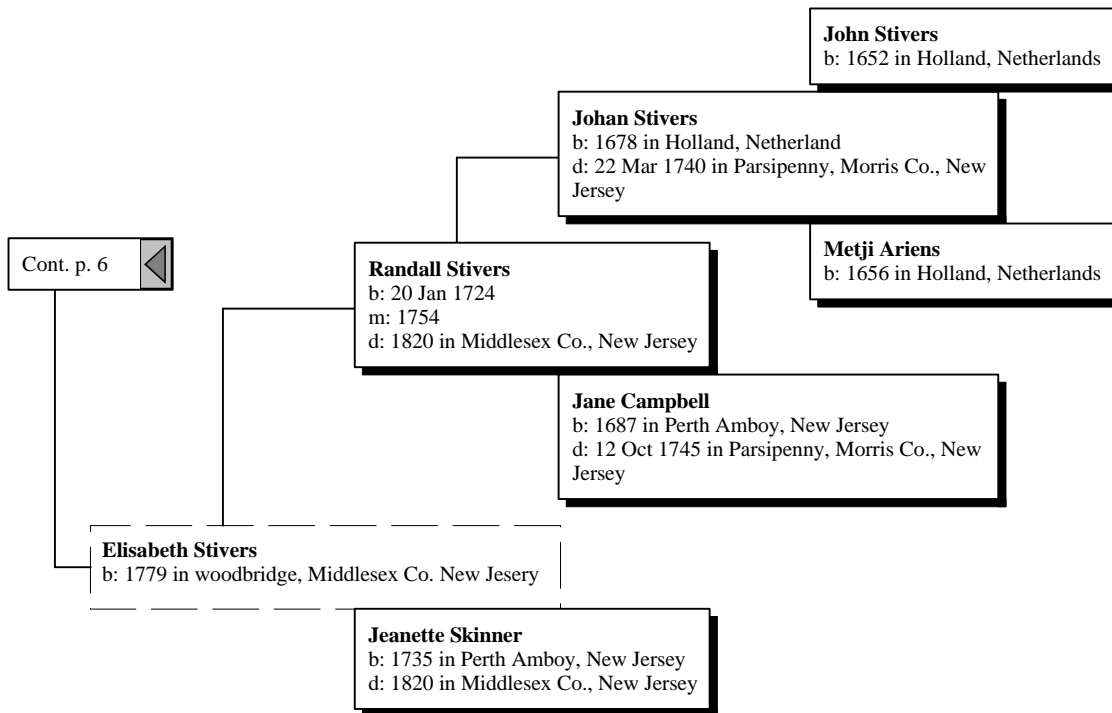 John Stivers
b: 1652 in Holland, Netherlands
Johan Stivers
b: 1678 in Holland, Netherland
d: 22 Mar 1740 in Parsipenny, Morris Co., New
Jersey
Metji Ariens
b: 1656 in Holland, Netherlands
Cont. p. 6
Randall Stivers
b: 20 Jan 1724
m: 1754
d: 1820 in Middlesex Co., New Jersey
Jane Campbell
b: 1687 in Perth Amboy, New Jersey
d: 12 Oct 1745 in Parsipenny, Morris Co., New
Jersey
Elisabeth Stivers
b: 1779 in woodbridge, Middlesex Co. New Jesery
Jeanette Skinner
b: 1735 in Perth Amboy, New Jersey
d: 1820 in Middlesex Co., New Jersey